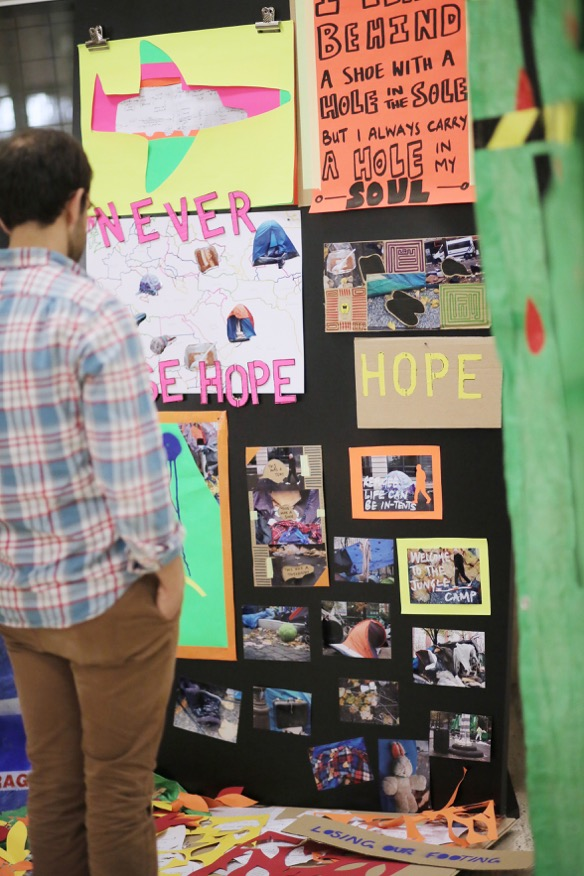 BEHIND
A SHOE WITH A
HOLE IN THE SOLE
BUT I ALWAYS CARRY
A HOLE IN MY
SOUL
NEVER
HOPE
HOPE
LIFE CAN
BE IN-TENTS
WELCOME
TO THE
JUNGLE
CAMP
LOSING OUR FOOTING